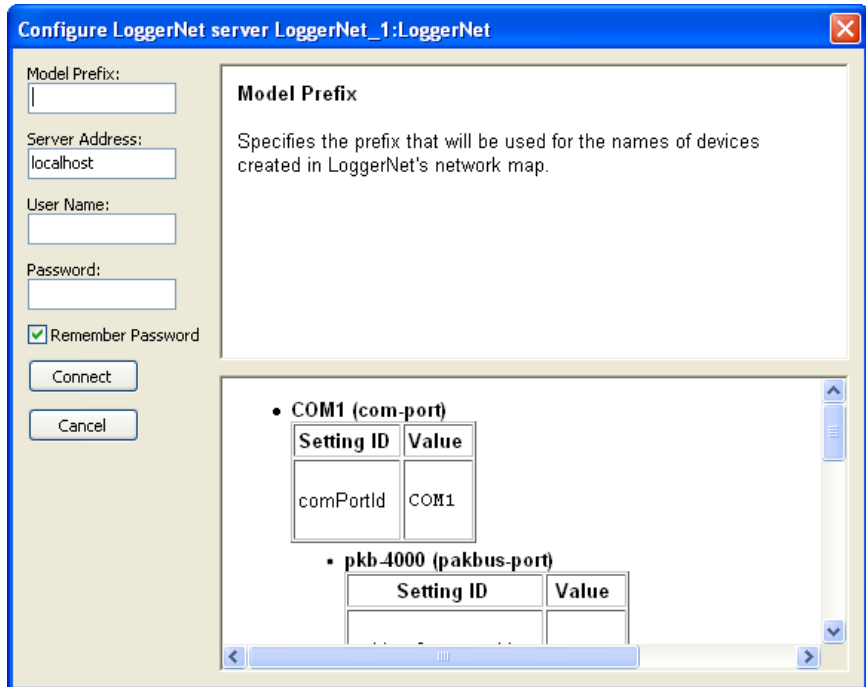 Configure LoggerNet server LoggerNet_1:LoggerNet
Model Prefix:
Server Address:
localhost
User Name:
Password:
Remember Password
Connect
Cancel
Model Prefix
Specifies the prefix that will be used for the names of devices
created in LoggerNet's network map.
COM1 (com-port)
Setting ID Value
comPortId COM1
pkb-4000 (pakbus-port)
Setting ID Value